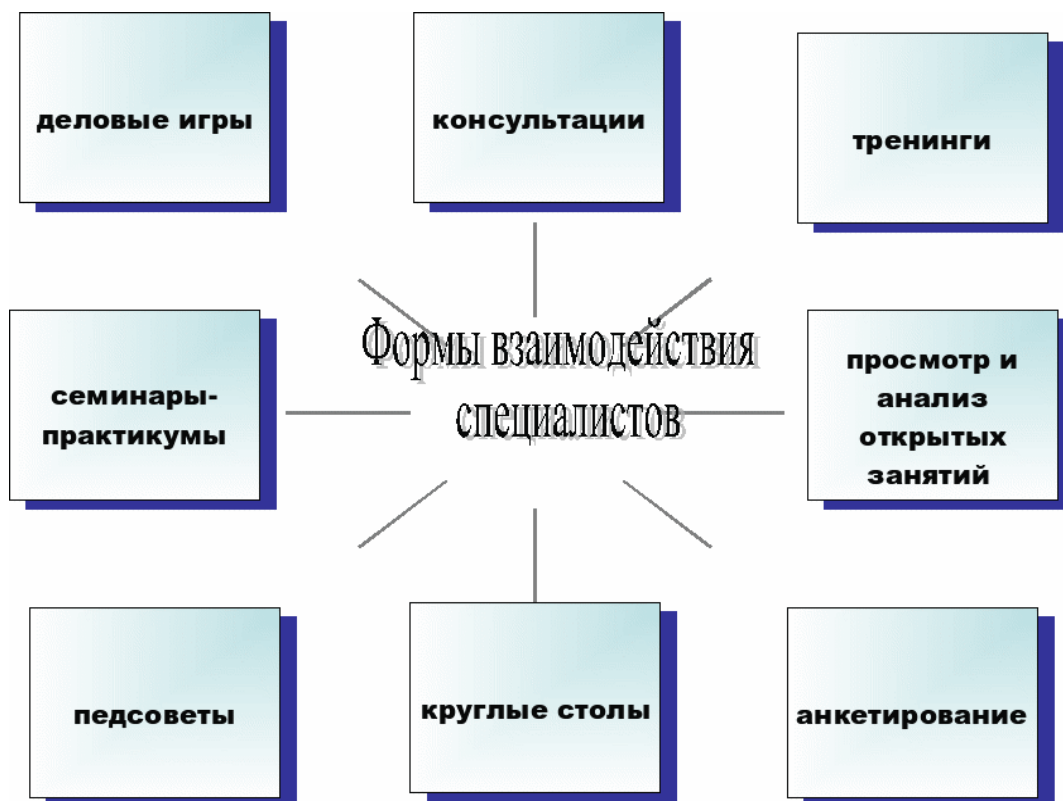 деловые игры
консультации
тренинги
Формы взаимодействия
специалистов
семинары-
практикумы
просмотр и
анализ
открытых
занятий
педсоветы
круглые столы
анкетирование